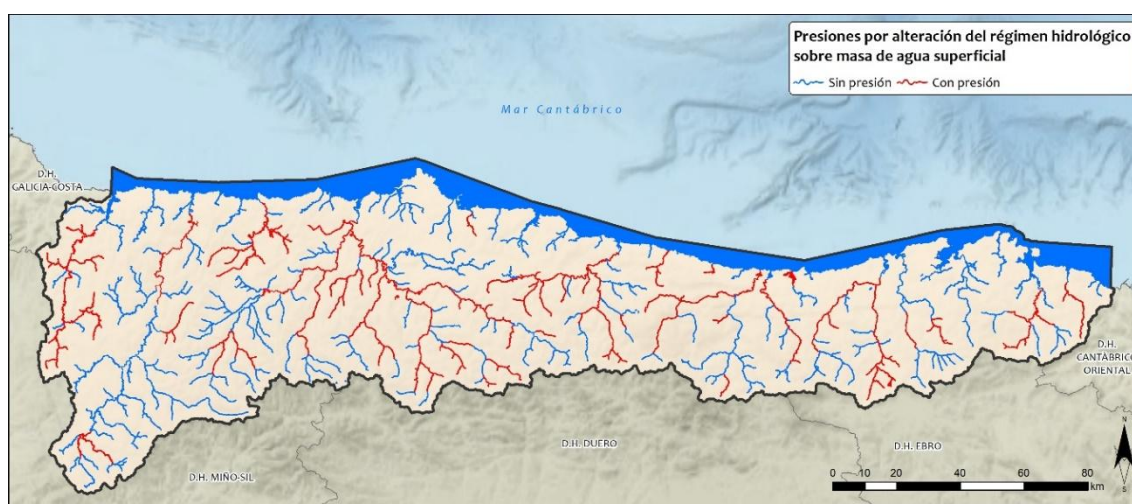 Presiones por alteración del régimen hidrológico
sobre masa de agua superficial
Sin presión Con presión
Mar Cantábrico
D.H.
GALICIA-COSTA
D.H.
CANTÁBRICO
ORIENTAL
D.H. DUERO
D.H. EBRO
D.H. MIÑO-SIL
N
S
0 10 20 40 60 80
km